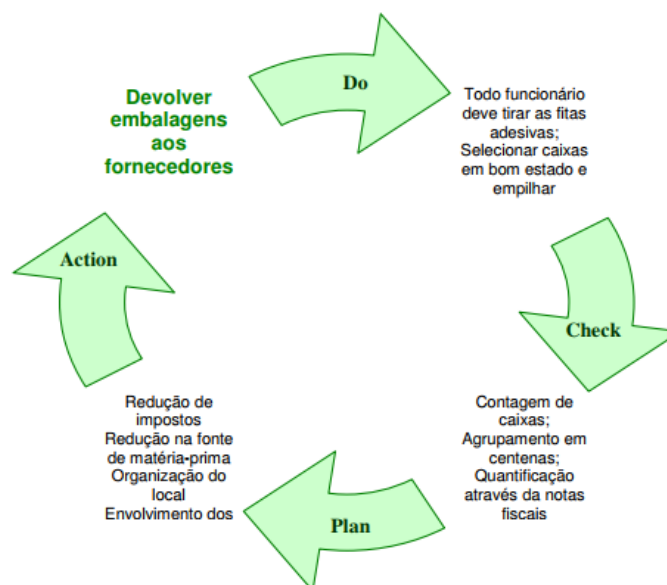 Devolver
embalagens
aos
fornecedores
Do
Todo funcionário
deve tirar as fitas
adesivas;
Selecionar caixas
em bom estado e
empilhar
Check
Contagem de
caixas;
Agrupamento em
centenas;
Quantificação
através da notas
fiscais
Plan
Redução de
impostos
Redução na fonte
de matéria-prima
Organização do
local
Envolvimento dos
Action